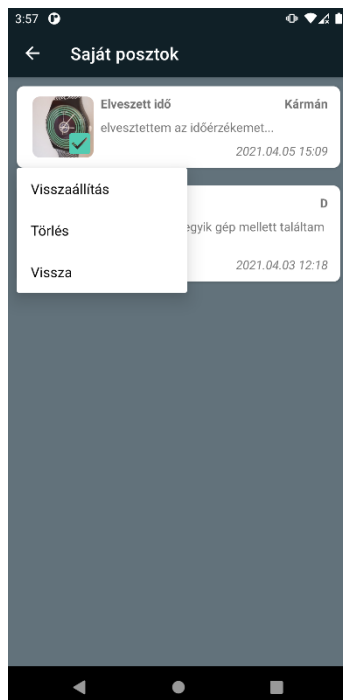 3:57
Saját posztok
Elveszett idő Kármán
elvesztettem az időérzékemet...
2021.04.05 15:09
Visszaállítás
D
Törlés
egyik gép mellett találtam
Vissza
2021.04.03 12:18